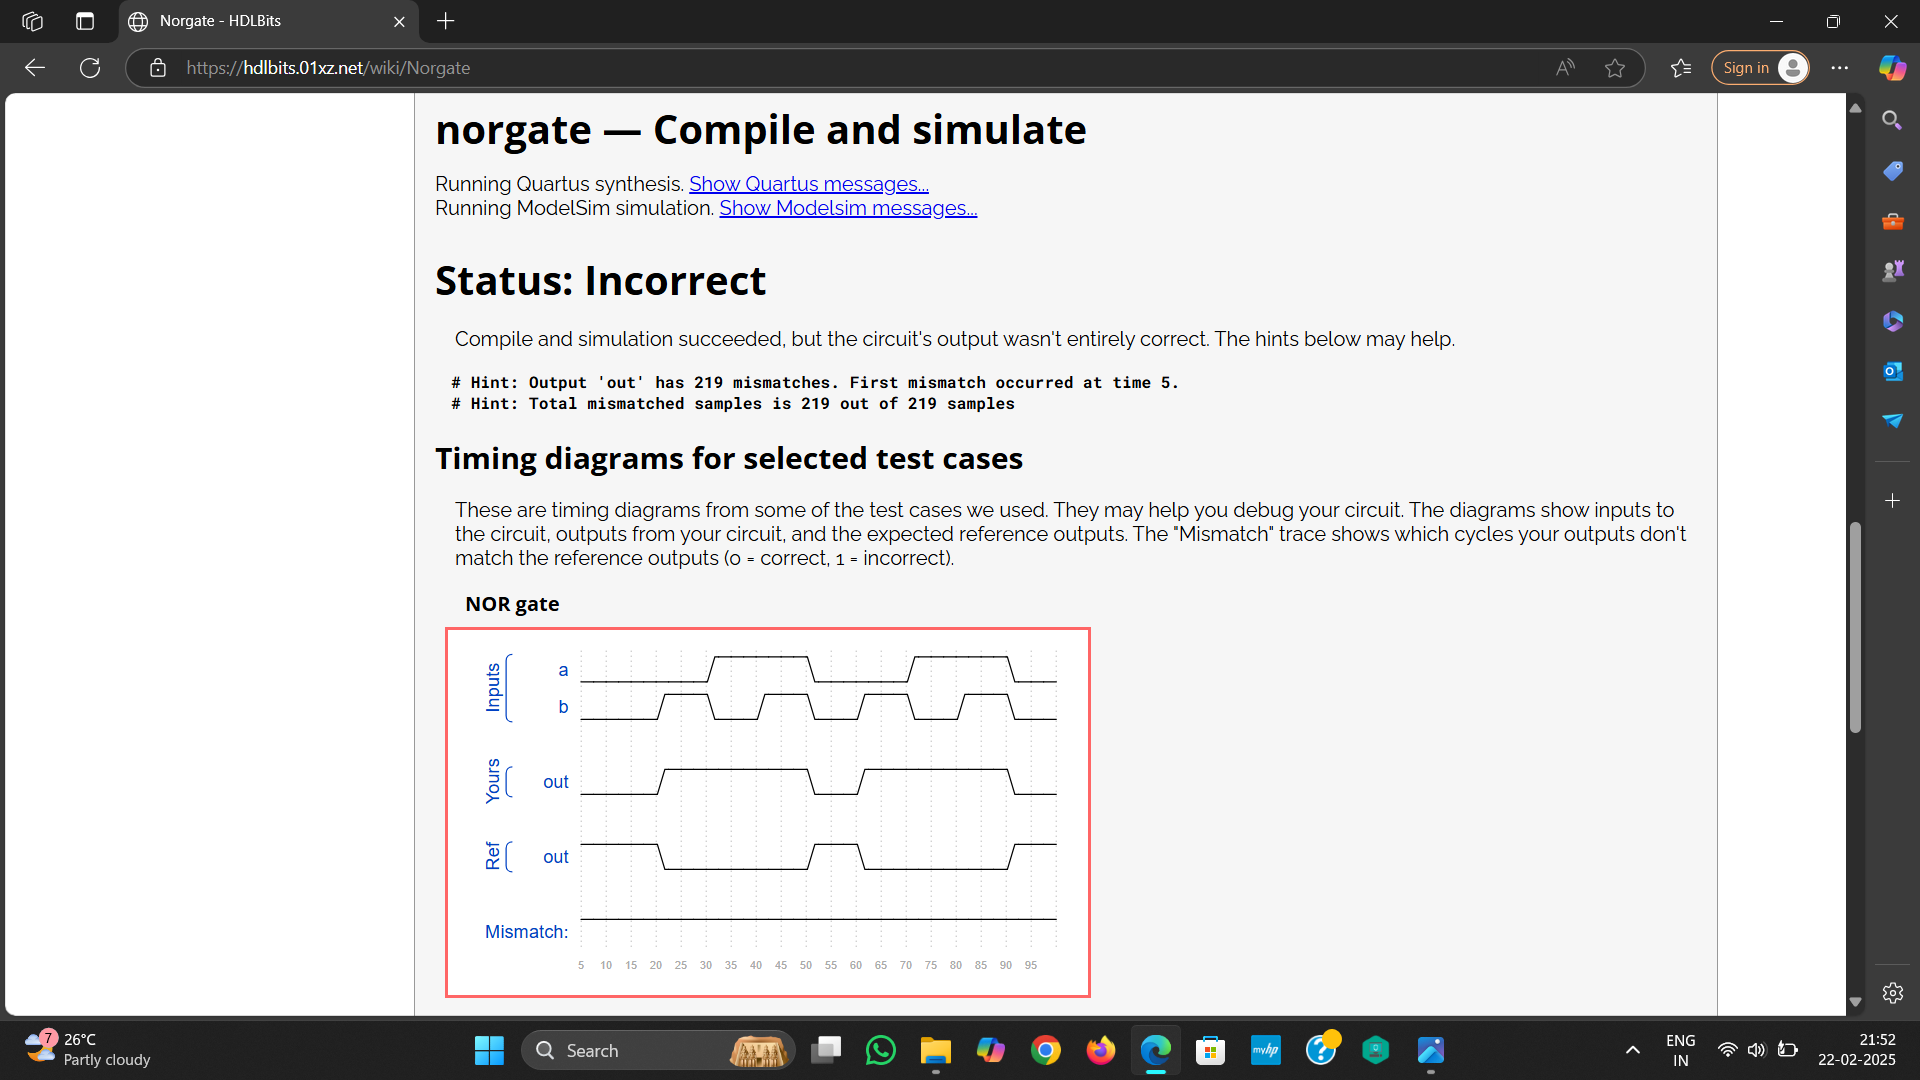 Norgate - HDLBits
https://hdlbits.01xz.net/wiki/Norgate
Sign in
norgate — Compile and simulate
Running Quartus synthesis. Show Quartus messages...
Running ModelSim simulation. Show Modelsim messages...
Status: Incorrect
Compile and simulation succeeded, but the circuit's output wasn't entirely correct. The hints below may help.
# Hint: Output 'out' has 219 mismatches. First mismatch occurred at time 5.
# Hint: Total mismatched samples is 219 out of 219 samples
Timing diagrams for selected test cases
These are timing diagrams from some of the test cases we used. They may help you debug your circuit. The diagrams show inputs to
the circuit, outputs from your circuit, and the expected reference outputs. The "Mismatch" trace shows which cycles your outputs don't
match the reference outputs (0 = correct, 1 = incorrect).
NOR gate
Inputs
a
b
Yours
out
Ref
out
Mismatch:
5 10 15 20 25 30 35 40 45 50 55 60 65 70 75 80 85 90 95
7
26°C
Partly cloudy
Search
myhp
ENG
IN
21:52
22-02-2025